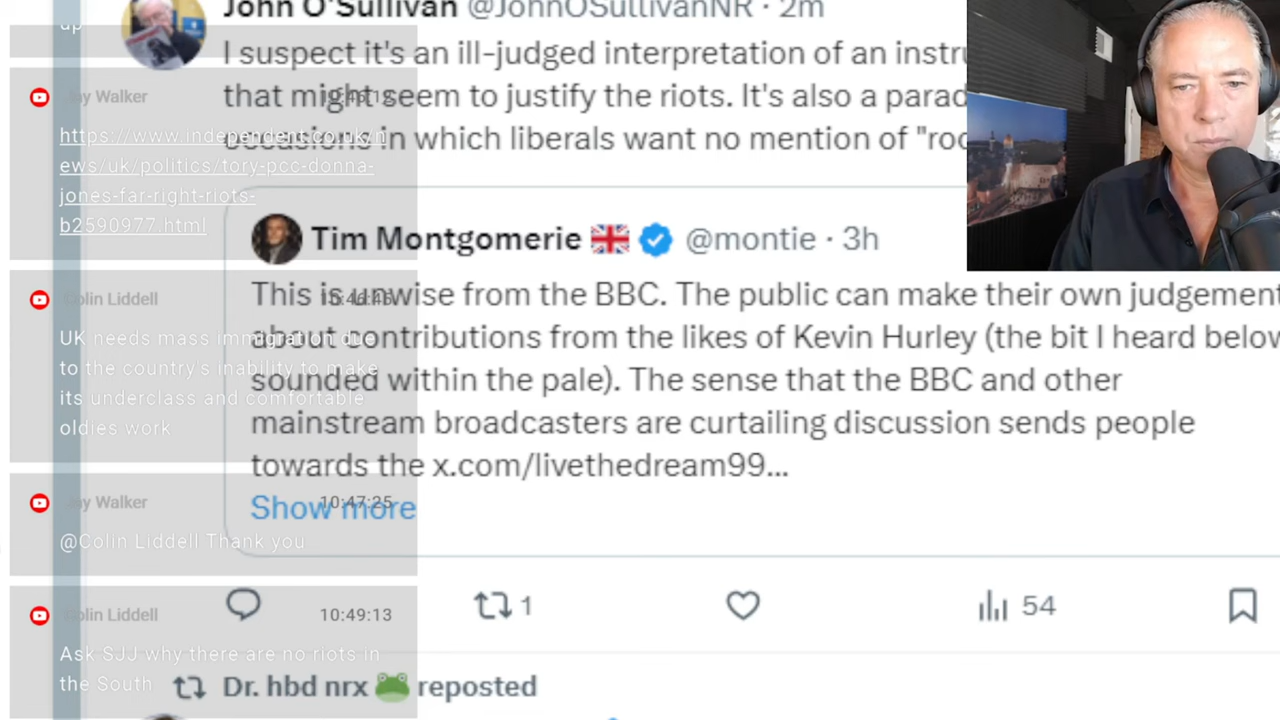 up
Jay Walker 10:46:12
https://www.independent.co.uk/n
ews/uk/politics/tory-pcc-donna-
jones-far-right-riots-
b2590977.html
Colin Liddell 10:46:46
UK needs mass immigration due
to the country's inability to make
its underclass and comfortable
oldies work
Jay Walker 10:47:25
@Colin Liddell Thank you
Colin Liddell 10:49:13
Ask SJJ why there are no riots in
the South
John O'Sullivan @JohnOSullivanNR · 2m
I suspect it's an ill-judged interpretation of an instru
that might seem to justify the riots. It's also a parad
occasions in which liberals want no mention of "roo
Tim Montgomerie @montie · 3h
This is unwise from the BBC. The public can make their own judgement
about contributions from the likes of Kevin Hurley (the bit I heard below
sounded within the pale). The sense that the BBC and other
mainstream broadcasters are curtailing discussion sends people
towards the x.com/livethedream99...
Show more
1
54
Dr. hbd nrx reposted